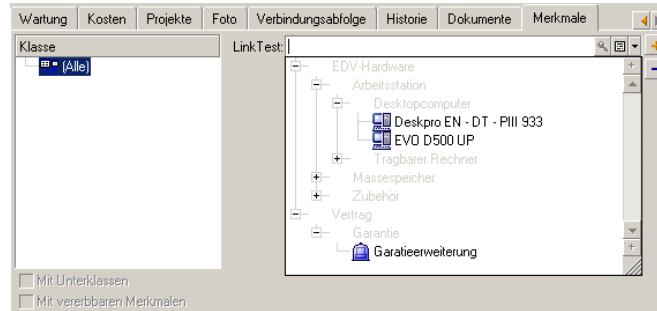 Wartung Kosten Projekte Foto Verbindungsabfolge Historie Dokumente Merkmale
Klasse
(Alle)
LinkTest:
EDV-Hardware
Arbeitsstation
Desktopcomputer
Deskpro EN - DT - PIII 933
EVO D500 UP
Tragbarer Rechner
Massespeicher
Zubehör
Vertrag
Garantie
Garatieerweiterung
Mit Unterklassen
Mit vererbbaren Merkmalen